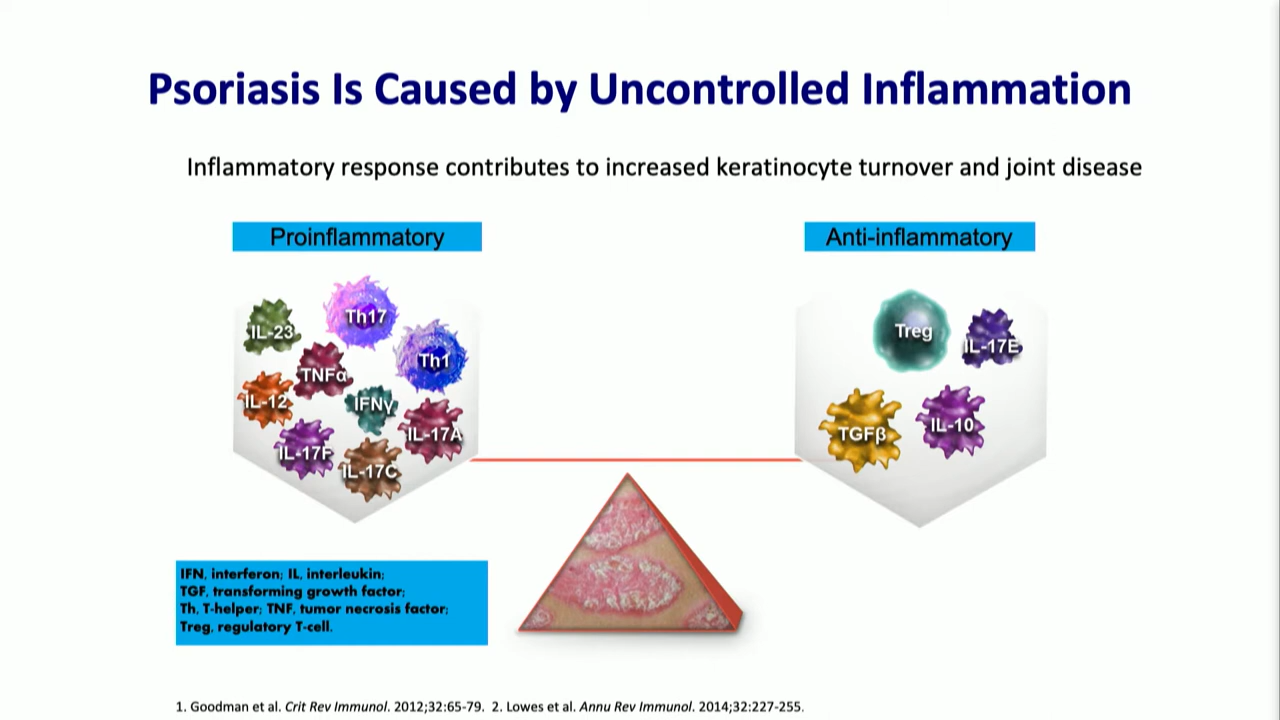 Psoriasis Is Caused by Uncontrolled Inflammation
Inflammatory response contributes to increased keratinocyte turnover and joint disease
Proinflammatory
IL-23
Th17
Th1
TNFα
IL-12
IFNγ
IL-17A
IL-17F
IL-17C
Anti-inflammatory
Treg
IL-17E
TGFβ
IL-10
IFN, interferon; IL, interleukin;
TGF, transforming growth factor;
Th, T-helper; TNF, tumor necrosis factor;
Treg, regulatory T-cell.
1. Goodman et al. Crit Rev Immunol. 2012;32:65-79. 2. Lowes et al. Annu Rev Immunol. 2014;32:227-255.